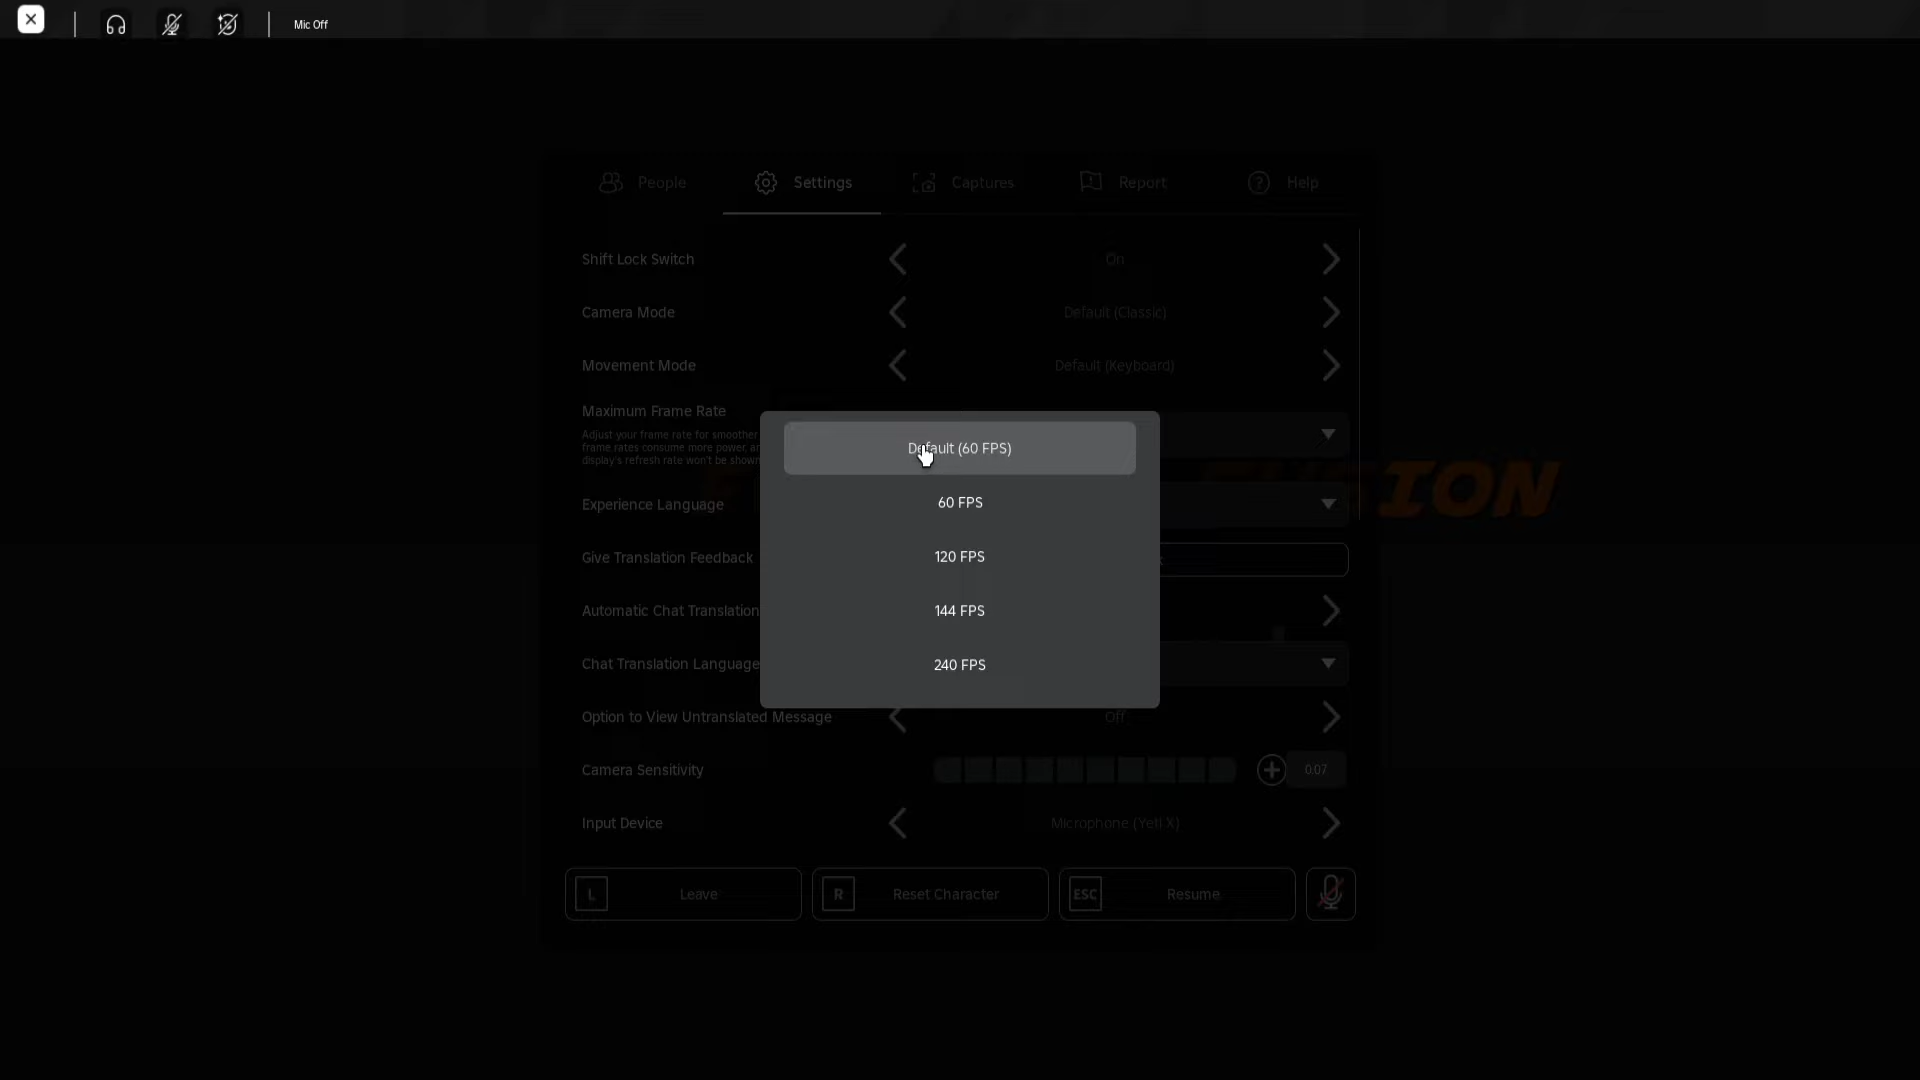 Mic Off
People
Settings
Captures
Report
Help
Shift Lock Switch
On
Camera Mode
Default (Classic)
Movement Mode
Default (Keyboard)
Maximum Frame Rate
Adjust your frame rate for smoother
frame rates consume more power, an
display's refresh rate won't be shown
Default (60 FPS)
60 FPS
120 FPS
144 FPS
240 FPS
Experience Language
Give Translation Feedback
Automatic Chat Translation
Chat Translation Language
Option to View Untranslated Message
Off
Camera Sensitivity
0.07
Input Device
Microphone (Yeti X)
L
Leave
R
Reset Character
ESC
Resume